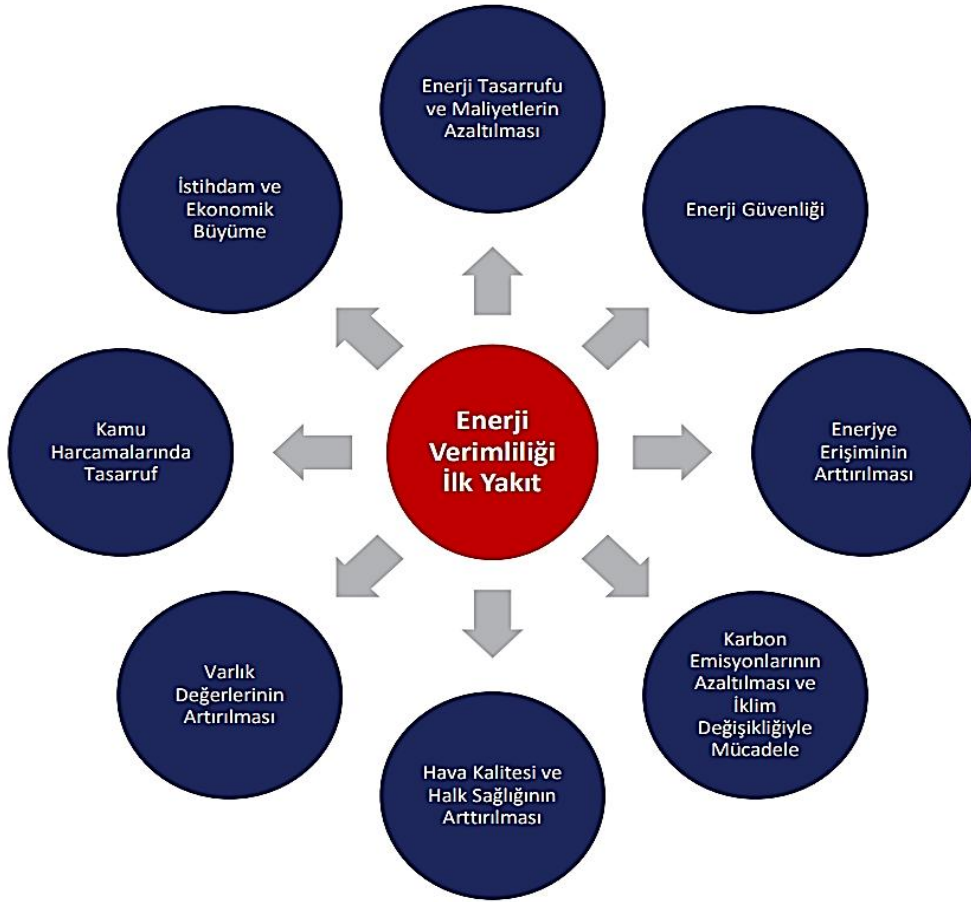 Enerji Tasarrufu
ve Maliyetlerin
Azaltılması
Enerji Güvenliği
Enerjye
Erişiminin
Arttırılması
Karbon
Emisyonlarının
Azaltılması ve
İklim
Değişikliğiyle
Mücadele
Hava Kalitesi ve
Halk Sağlığının
Arttırılması
Varlık
Değerlerinin
Artırılması
Kamu
Harcamalarında
Tasarruf
İstihdam ve
Ekonomik
Büyüme
Enerji
Verimliliği
İlk Yakıt